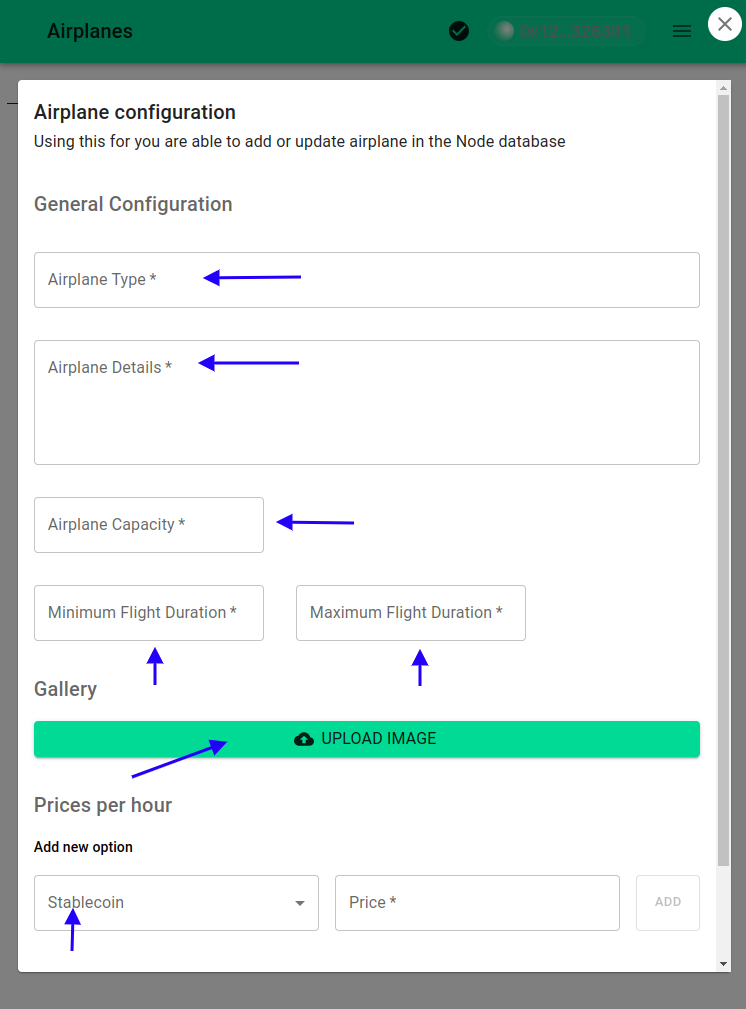 Airplanes
Airplane configuration
Using this for you are able to add or update airplane in the Node database
General Configuration
Airplane Type *
Airplane Details *
Airplane Capacity *
Minimum Flight Duration * Maximum Flight Duration *
Gallery
UPLOAD IMAGE
Prices per hour
Add new option
Stablecoin Price * ADD